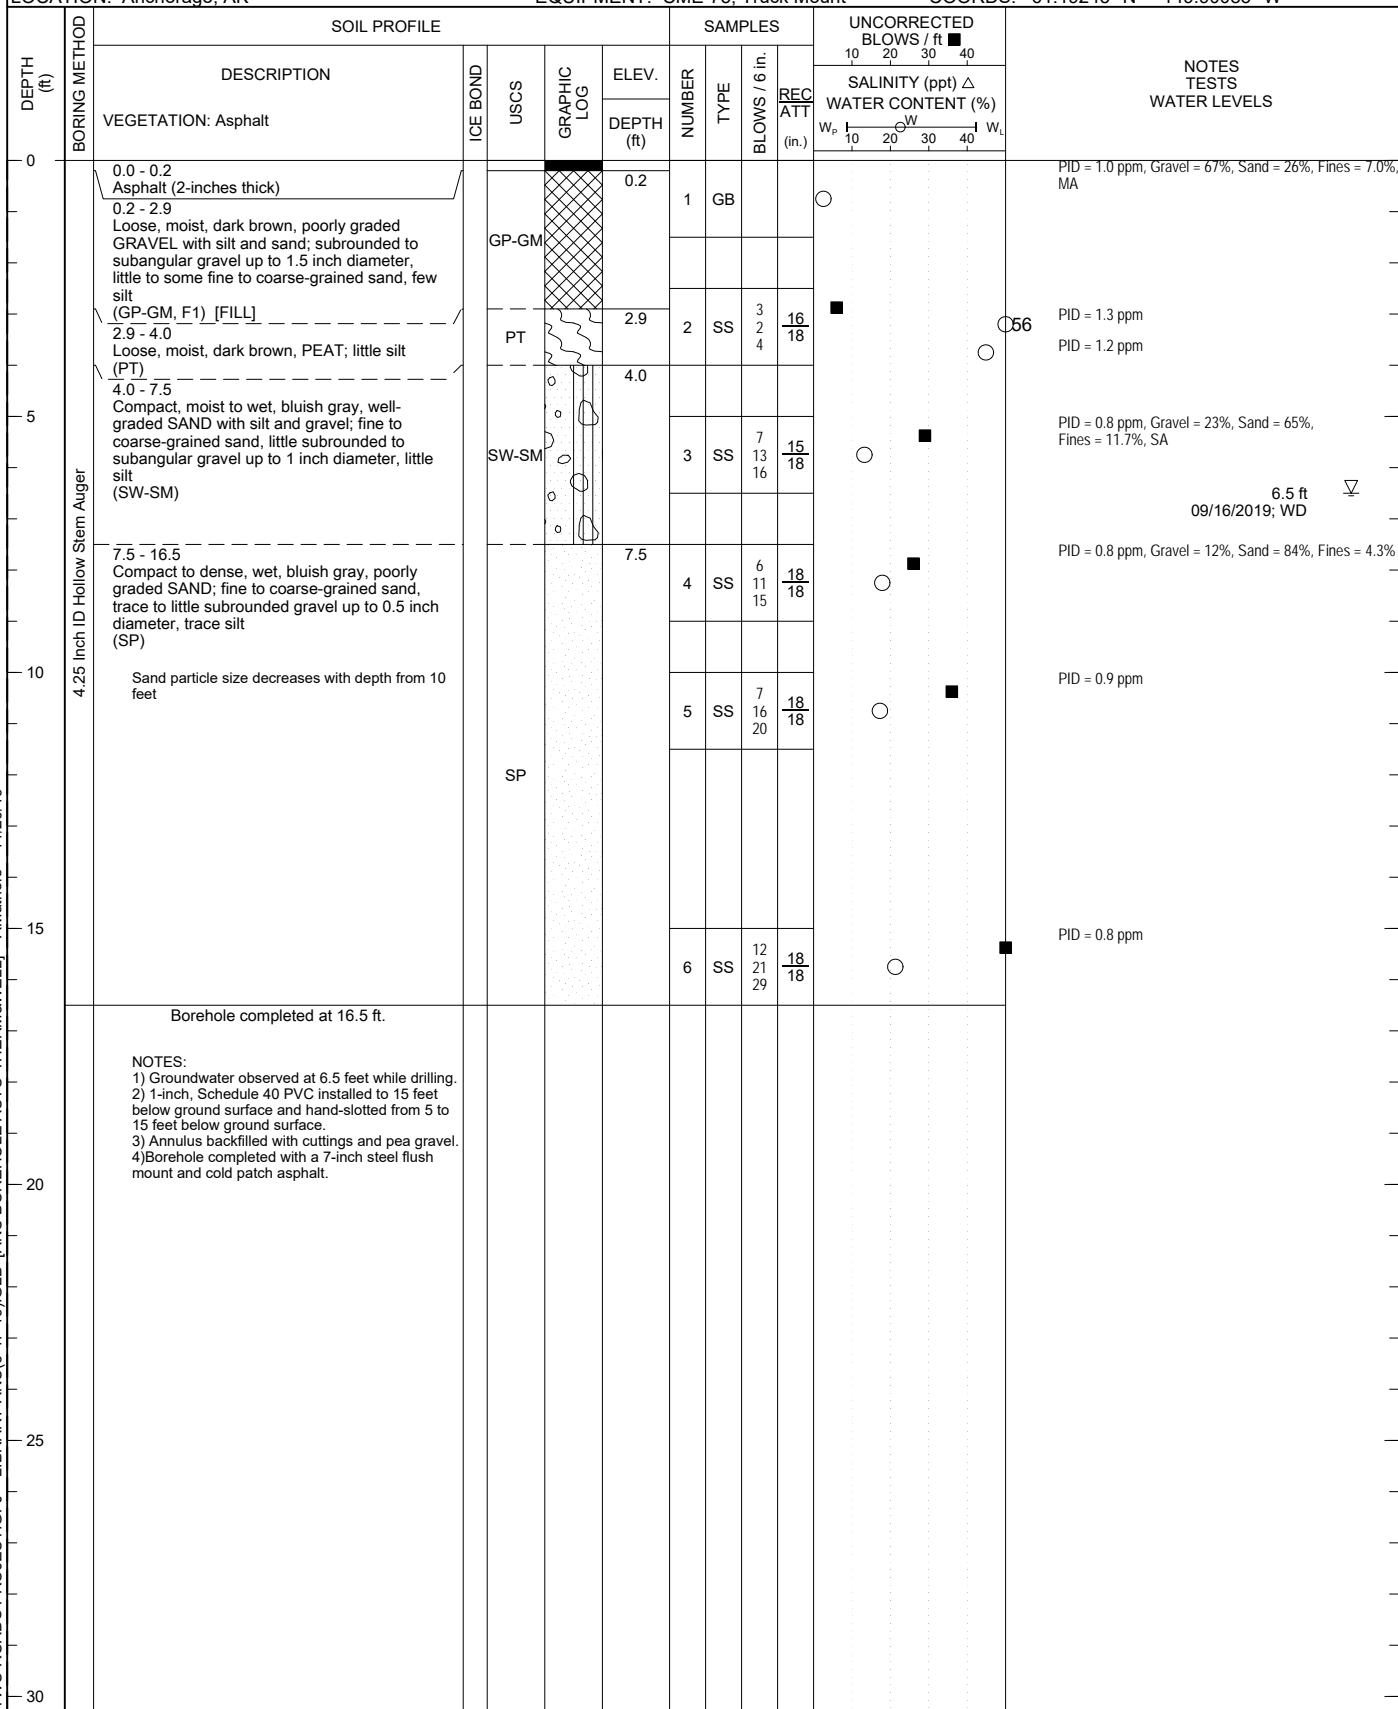 DEPTH
(ft)
BORING METHOD
SOIL PROFILE
SAMPLES
UNCORRECTED
BLOWS / ft ■
10 20 30 40
DESCRIPTION
VEGETATION: Asphalt
ICE BOND
USCS
GRAPHIC
LOG
ELEV.
DEPTH
(ft)
NUMBER
TYPE
BLOWS / 6 in.
REC
ATT
(in.)
SALINITY (ppt) △
WATER CONTENT (%)
WP W WL
10 20 30 40
NOTES
TESTS
WATER LEVELS
0
4.25 Inch ID Hollow Stem Auger
0.0 - 0.2
Asphalt (2-inches thick)
0.2
1 GB
PID = 1.0 ppm, Gravel = 67%, Sand = 26%, Fines = 7.0%,
MA
0.2 - 2.9
Loose, moist, dark brown, poorly graded
GRAVEL with silt and sand; subrounded to
subangular gravel up to 1.5 inch diameter,
little to some fine to coarse-grained sand, few
silt
(GP-GM, F1) [FILL]
GP-GM
2.9
2 SS
3
2
4
16
18
56
PID = 1.3 ppm
PID = 1.2 ppm
2.9 - 4.0
Loose, moist, dark brown, PEAT; little silt
(PT)
PT
4.0
4.0 - 7.5
Compact, moist to wet, bluish gray, well-
graded SAND with silt and gravel; fine to
coarse-grained sand, little subrounded to
subangular gravel up to 1 inch diameter, little
silt
(SW-SM)
SW-SM
5
3 SS
7
13
16
15
18
PID = 0.8 ppm, Gravel = 23%, Sand = 65%,
Fines = 11.7%, SA
6.5 ft
09/16/2019; WD
7.5
7.5 - 16.5
Compact to dense, wet, bluish gray, poorly
graded SAND; fine to coarse-grained sand,
trace to little subrounded gravel up to 0.5 inch
diameter, trace silt
(SP)
4 SS
6
11
15
18
18
PID = 0.8 ppm, Gravel = 12%, Sand = 84%, Fines = 4.3%
10
Sand particle size decreases with depth from 10
feet
5 SS
7
16
20
18
18
PID = 0.9 ppm
SP
15
6 SS
12
21
29
18
18
PID = 0.8 ppm
Borehole completed at 16.5 ft.
NOTES:
1) Groundwater observed at 6.5 feet while drilling.
2) 1-inch, Schedule 40 PVC installed to 15 feet
below ground surface and hand-slotted from 5 to
15 feet below ground surface.
3) Annulus backfilled with cuttings and pea gravel.
4)Borehole completed with a 7-inch steel flush
mount and cold patch asphalt.
20
25
30